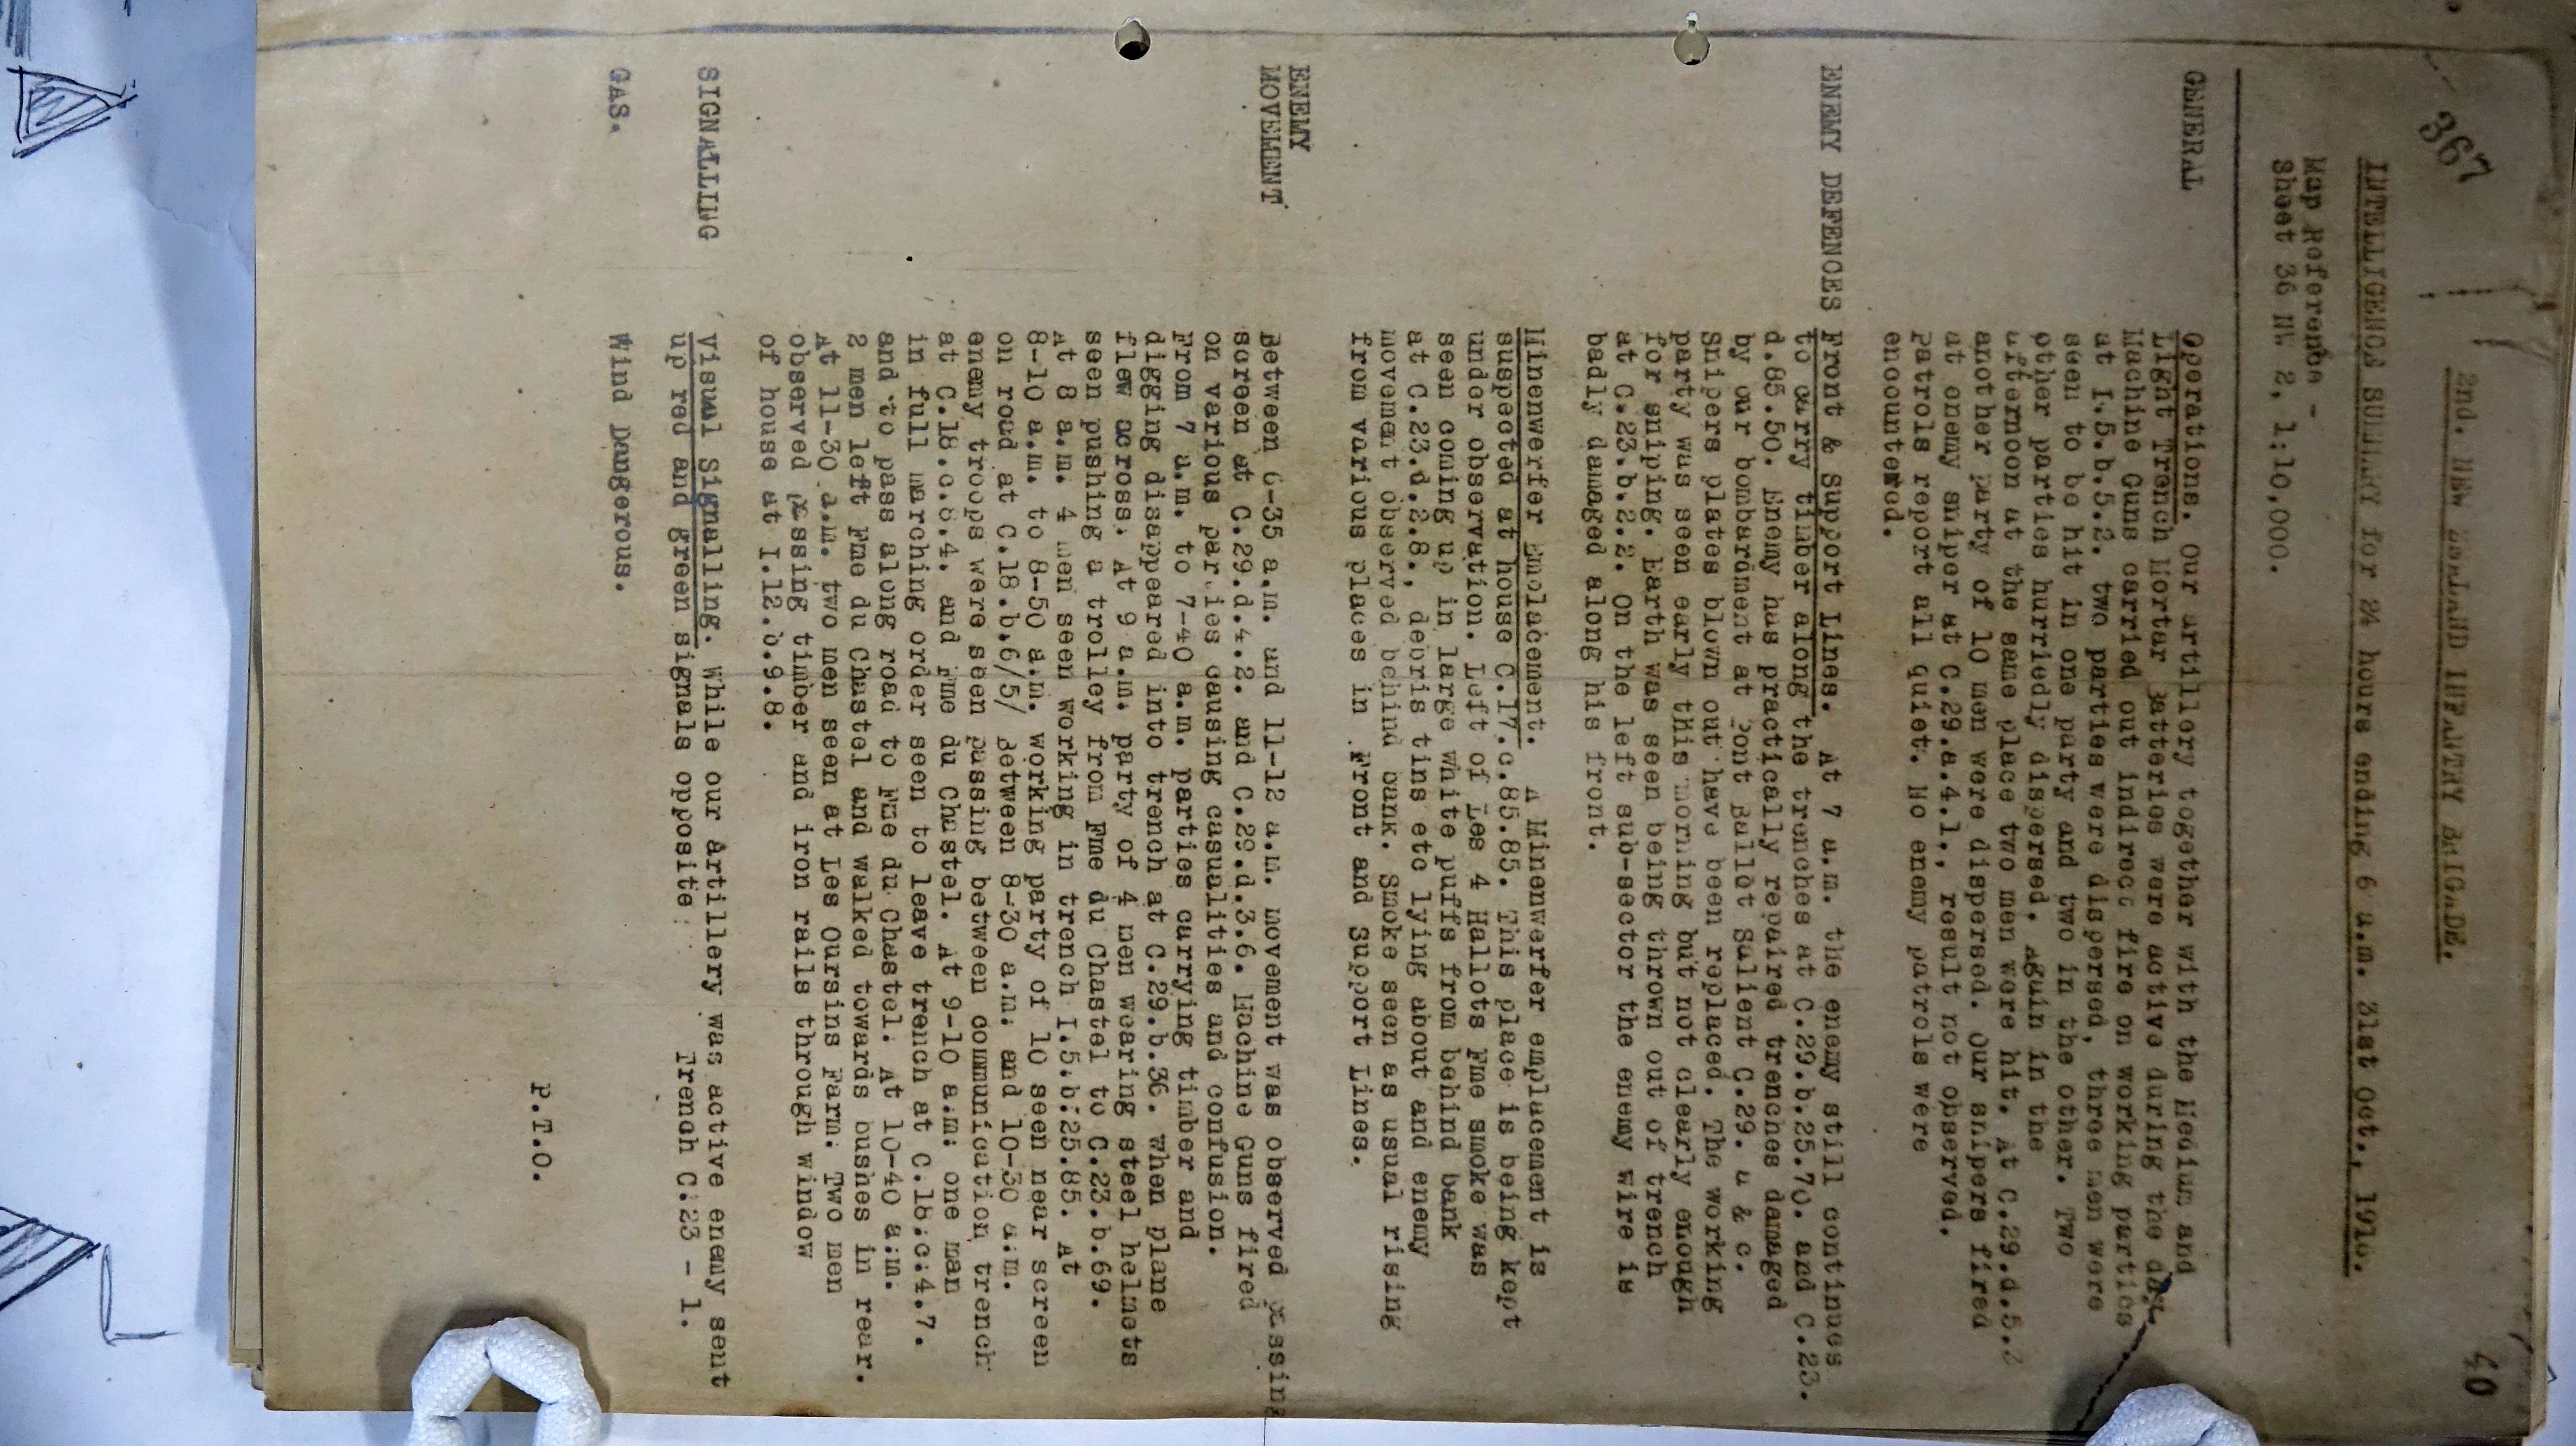 367
40
2nd. NEW ZEALAND INFANTRY BRIGADE.
INTELLIGENCE SUMMARY for 24 hours ending 6 a.m. 31st Oct., 1916.
Map Reference -
Sheet 36 NW 2, 1:10,000.
GENERAL
Operations. Our artillery together with the Medium and
Light Trench Mortar Batteries were active during the day.
Machine Guns carried out indirect fire on working parties
at I.5.b.5.2. two parties were dispersed, three men were
seen to be hit in one party and two in the other. Two
other parties hurriedly dispersed. Again in the
afternoon at the same place two men were hit. At C.29.d.5.2
another party of 10 men were dispersed. Our snipers fired
at enemy sniper at C.29.a.4.1., result not observed.
Patrols report all quiet. No enemy patrols were
encountered.
ENEMY DEFENCES Front & Support Lines. At 7 a.m. the enemy still continues
to carry timber along the trenches at C.29.b.25.70. and C.23.
d.85.50. Enemy has practically repaired trenches damaged
by our bombardment at Pont Ballot Salient C.29. a & c.
Snipers plates blown out have been replaced. The working
party was seen early this morning but not clearly enough
for sniping. Earth was seen being thrown out of trench
at C.23.b.2.2. On the left sub-sector the enemy wire is
badly damaged along his front.
Minenwerfer Emolacement. A Minenwerfer emplacement is
suspected at house C.17.c.85.85. This place is being kept
under observation. Left of Les 4 Hallots Fme smoke was
seen coming up in large white puffs from behind bank
at C.23.d.2.8., debris tins etc lying about and enemy
movement observed behind bank. Smoke seen as usual rising
from various places in Front and Support Lines.
ENEMY
MOVEMENT
Between 6-35 a.m. and 11-12 a.m. movement was observed passing
screen at C.29.d.4.2. and C.29.d.3.6. Machine Guns fired
on various parties causing casualities and confusion.
From 7 a.m. to 7-40 a.m. parties carrying timber and
digging disappeared into trench at C.29.b.36. when plane
flew across. At 9 a.m. party of 4 men wearing steel helmets
seen pushing a trolley from Fme du Chastel to C.23.b.69.
At 8 a.m. 4 men seen working in trench I.5.b.25.85. At
8-10 a.m. to 8-50 a.m. working party of 10 seen near screen
on road at C.18.b.6/5/ Between 8-30 a.m. and 10-30 a.m.
enemy troops were seen passing between communication trench
at C.18.c.6.4. and Fme du Chastel. At 9-10 a.m: one man
in full marching order seen to leave trench at C.18.c.4.7.
and to pass along road to Fme du Chastel. At 10-40 a.m.
2 men left Fme du Chastel and walked towards bushes in rear.
At 11-30 a.m. two men seen at Les Oursins Farm. Two men
observed passing timber and iron rails through window
of house at I.12.b.9.8.
SIGNALLING
Visual Signalling. While our Artillery was active enemy sent
up red and green signals opposite Trench C.23 - 1.
GAS.
Wind Dangerous.
P.T.O.